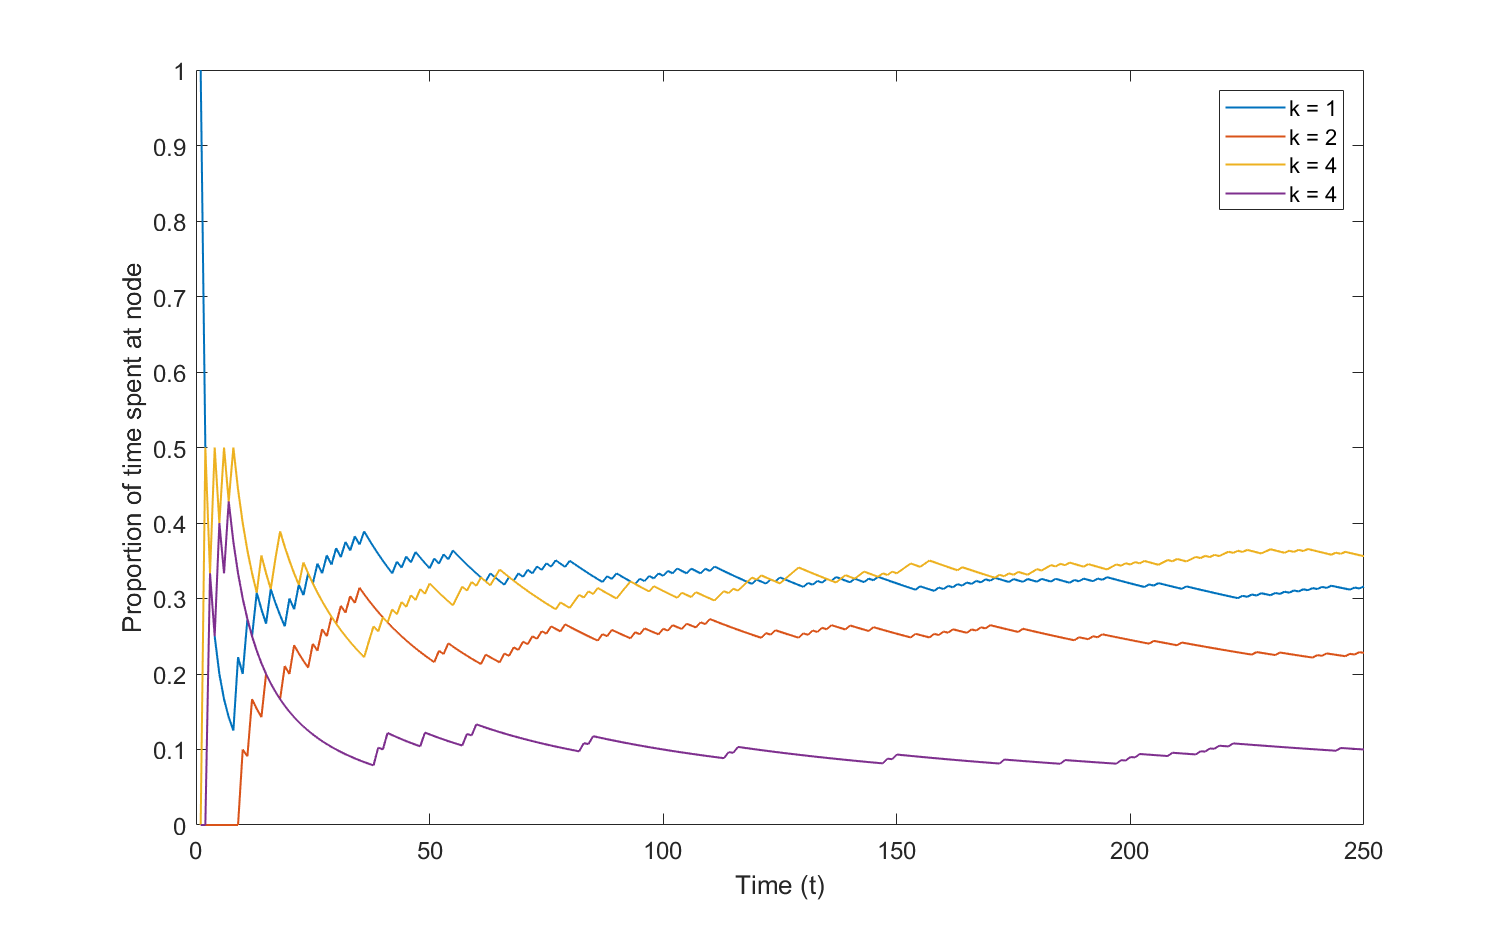 1
0.9
0.8
0.7
0.6
0.5
0.4
0.3
0.2
0.1
0
Proportion of time spent at node
k = 1
k = 2
k = 4
k = 4
0 50 100 150 200 250
Time (t)